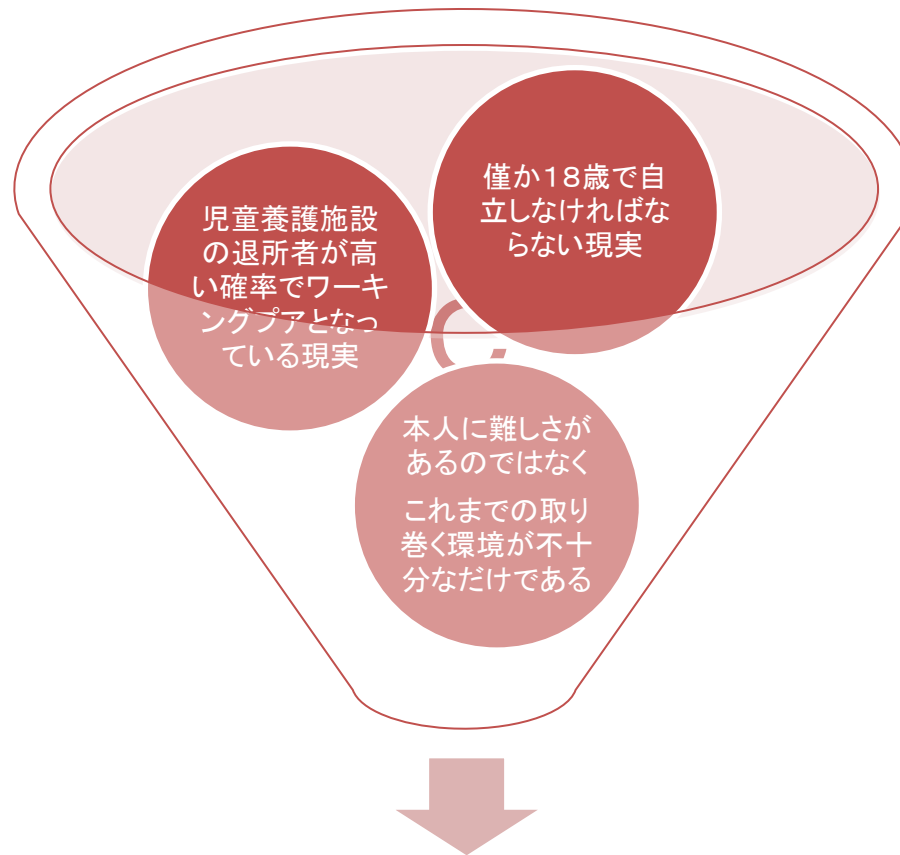 児童養護施設
の退所者が高
い確率でワーキ
ングプアとなっ
ている現実
僅か１８歳で自
立しなければな
らない現実
本人に難しさが
あるのではなく
これまでの取り
巻く環境が不十
分なだけである